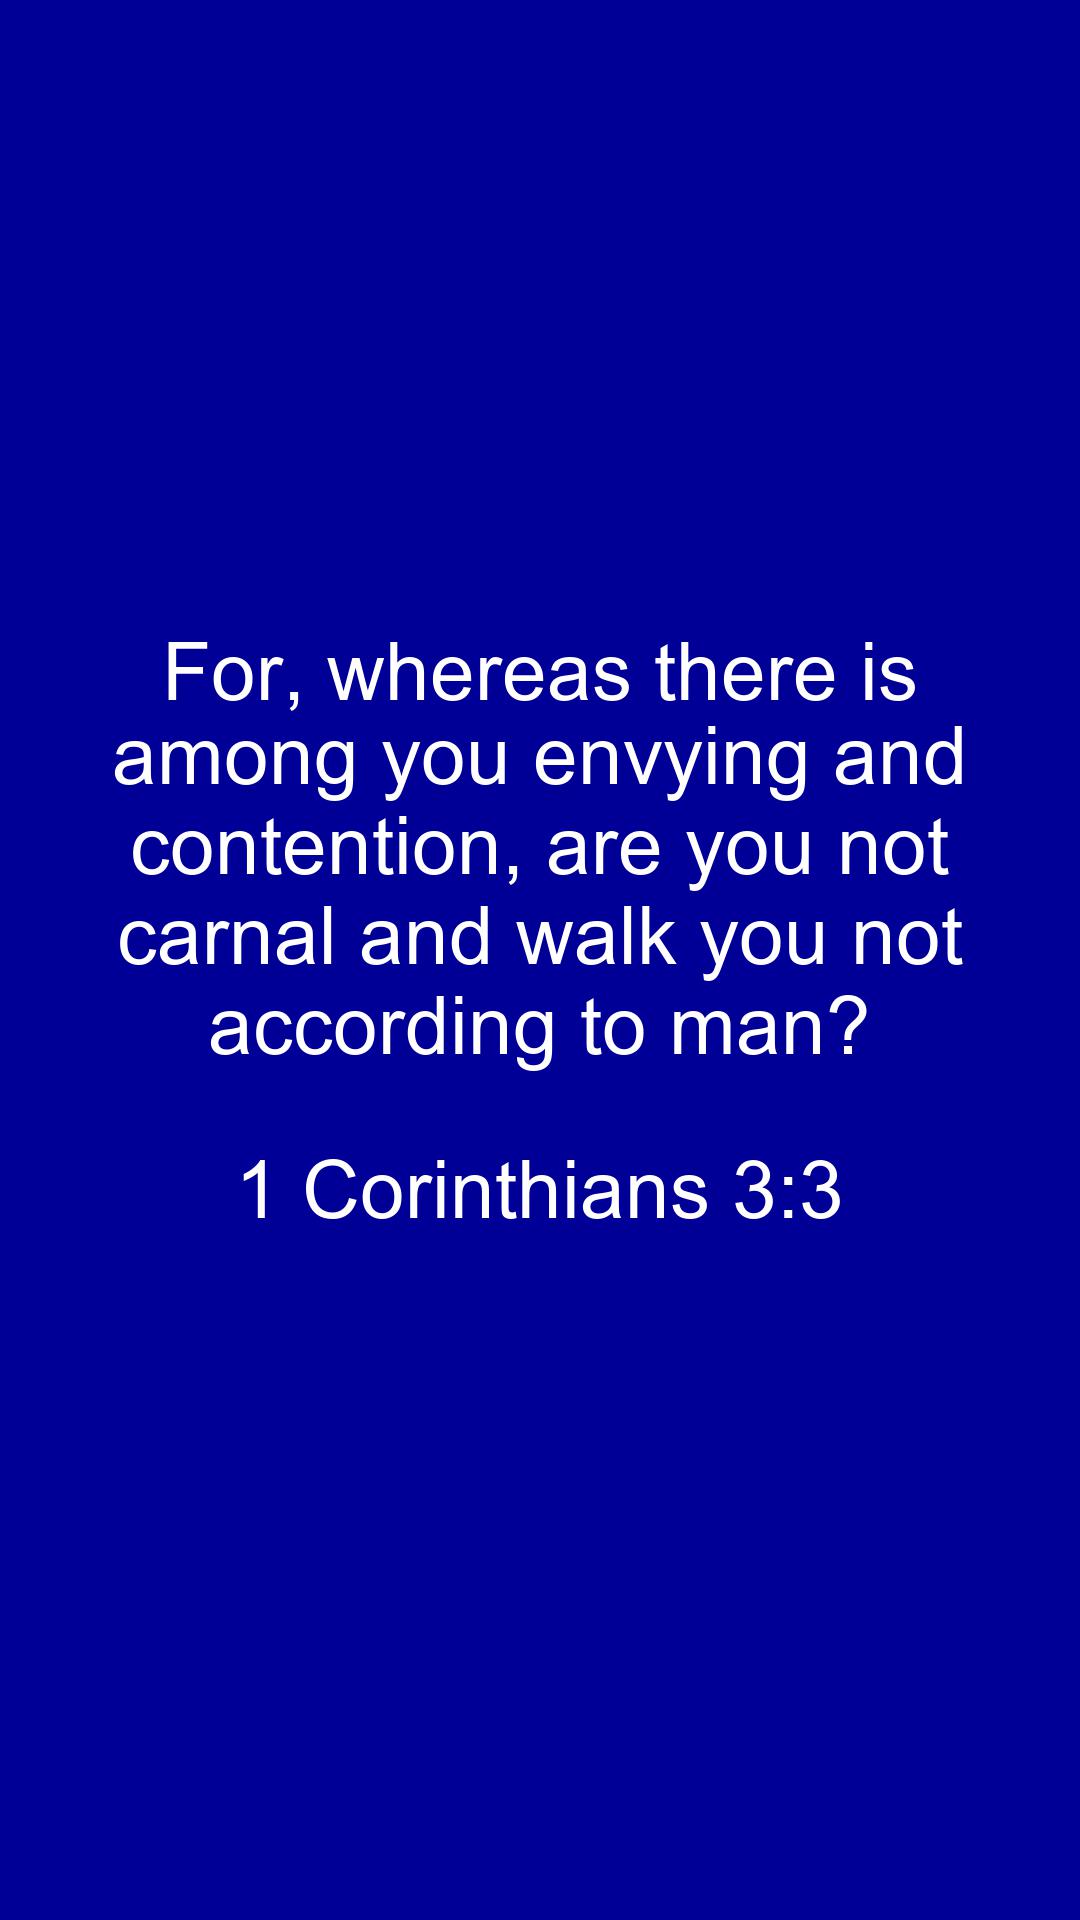 For, whereas there is
among you envying and
contention, are you not
carnal and walk you not
according to man?
1 Corinthians 3:3